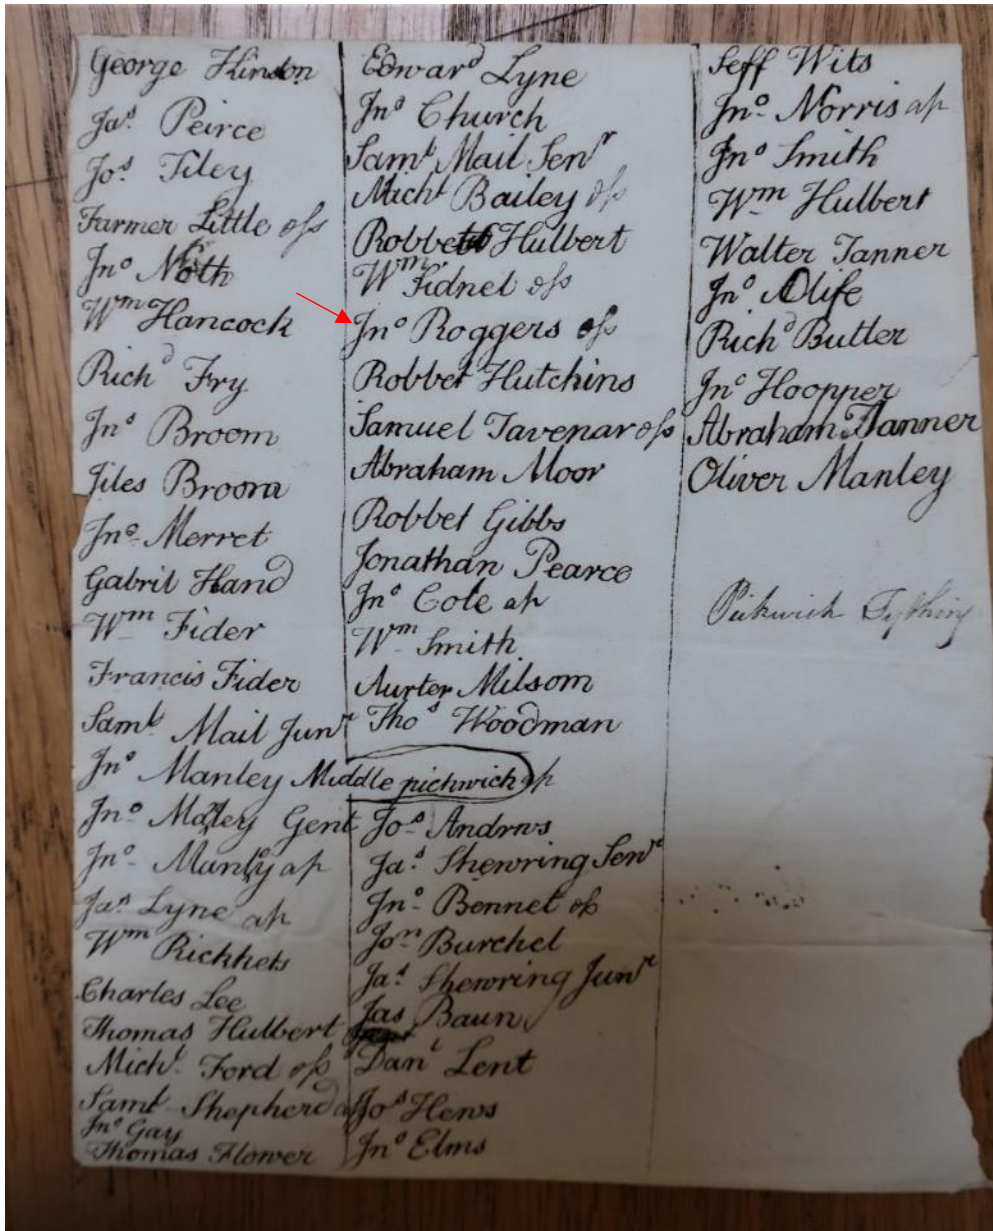 George Hinton
Jas Peirce
Jos Tiley
Farmer Little ofs
Jno Noth
Wm Hancock
Richd Fry
Jno Broom
Jiles Broom
Jno Merret
Gabril Hand
Wm Fider
Francis Fider
Saml Mail Junr
Jno Manley Middle pichwich ap
Jno Manley Gent
Jno Manley ap
Jas Lyne ap
Wm Rickhets
Charles Lee
Thomas Hulbert
Michl Ford ofs
Saml Shepherd
Jno Gay
Thomas Flower
Edward Lyne
Jno Church
Saml Mail Senr
Michl Bailey ofs
Robbet Hulbert
Wm Fidnel ofs
Jno Roggers ofs
Robbet Hutchins
Samuel Tavenar ofs
Abraham Moor
Robbet Gibbs
Jonathan Pearce
Jno Cole ap
Wm Smith
Aurter Milsom
Thos Woodman
Jos Andrws
Jas Shewring Senr
Jno Bennet ofs
Jon Burchel
Jas Shewring Junr
Jas Baun
Danl Lent
Jos Hews
Jno Elms
Jeff Wits
Jno Norris ap
Jno Smith
Wm Hulbert
Walter Tanner
Jno Olife
Richd Butler
Jno Hoopper
Abraham Tanner
Oliver Manley
Pickwick Tything